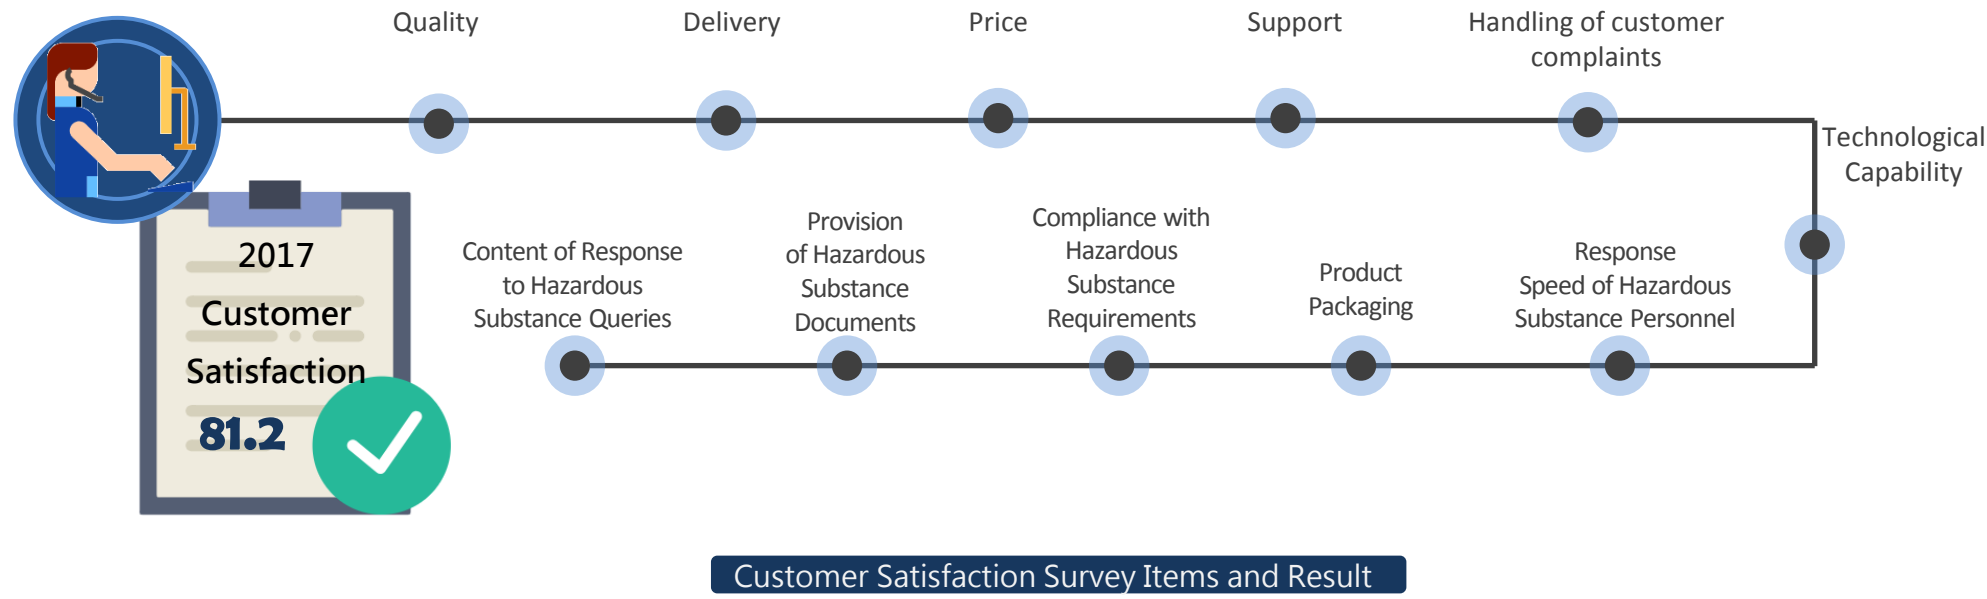 Quality
Delivery
Price
Support
Handling of customer
complaints
Technological
Capability
2017
Customer
Satisfaction
81.2
Content of Response
to Hazardous
Substance Queries
Provision
of Hazardous
Substance
Documents
Compliance with
Hazardous
Substance
Requirements
Product
Packaging
Response
Speed of Hazardous
Substance Personnel
Customer Satisfaction Survey Items and Result